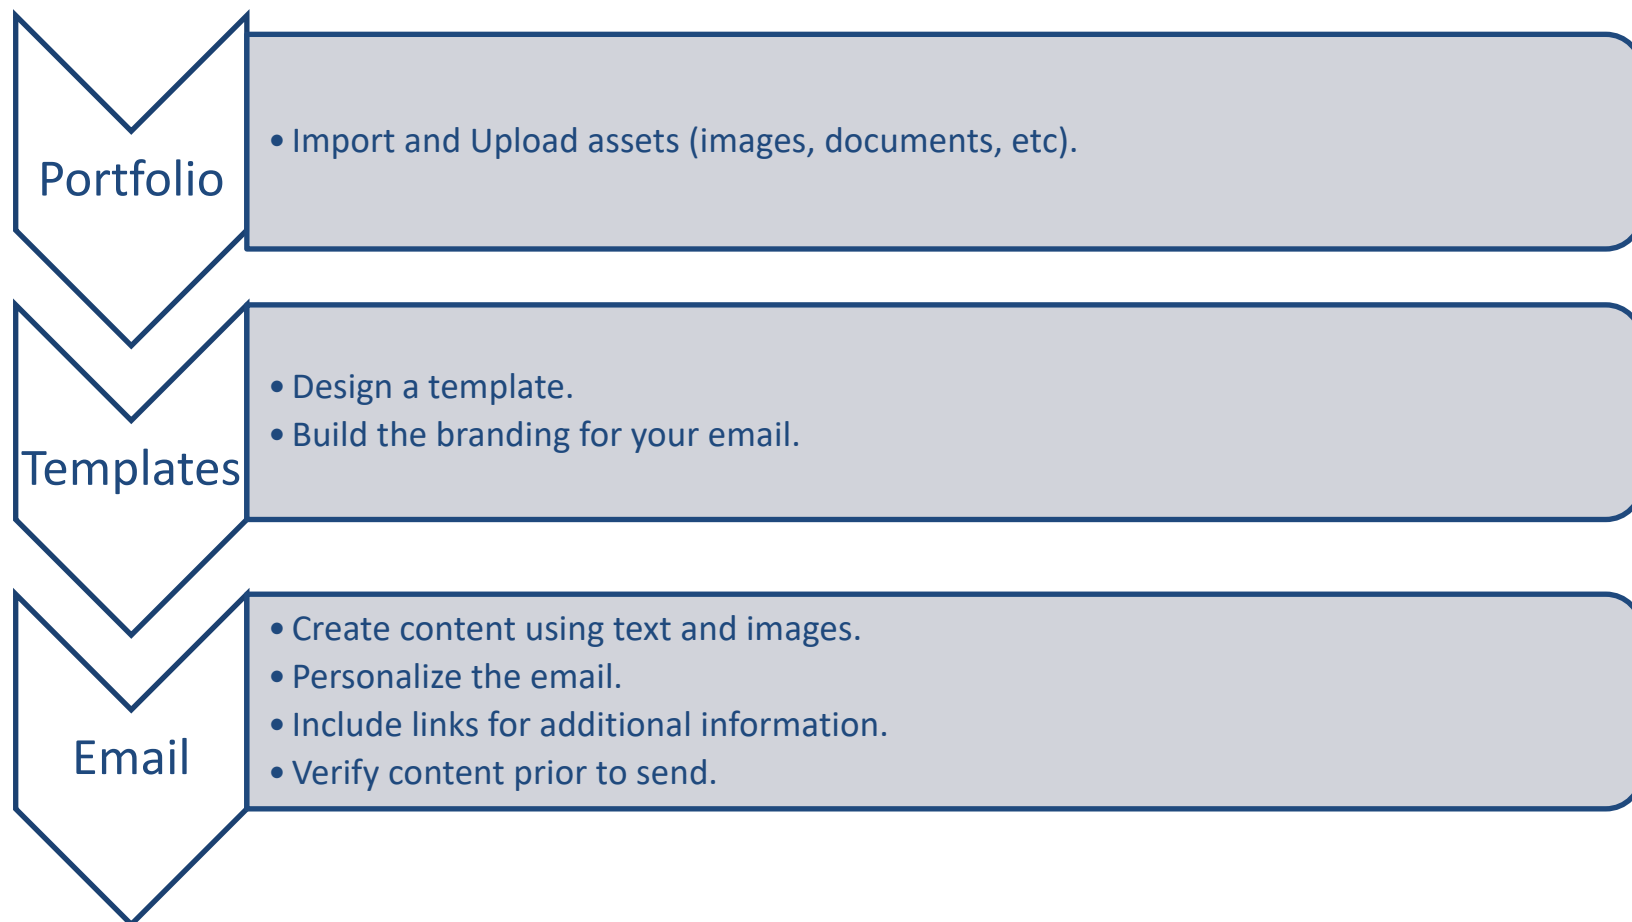 Portfolio
• Import and Upload assets (images, documents, etc).
Templates
• Design a template.
• Build the branding for your email.
Email
• Create content using text and images.
• Personalize the email.
• Include links for additional information.
• Verify content prior to send.